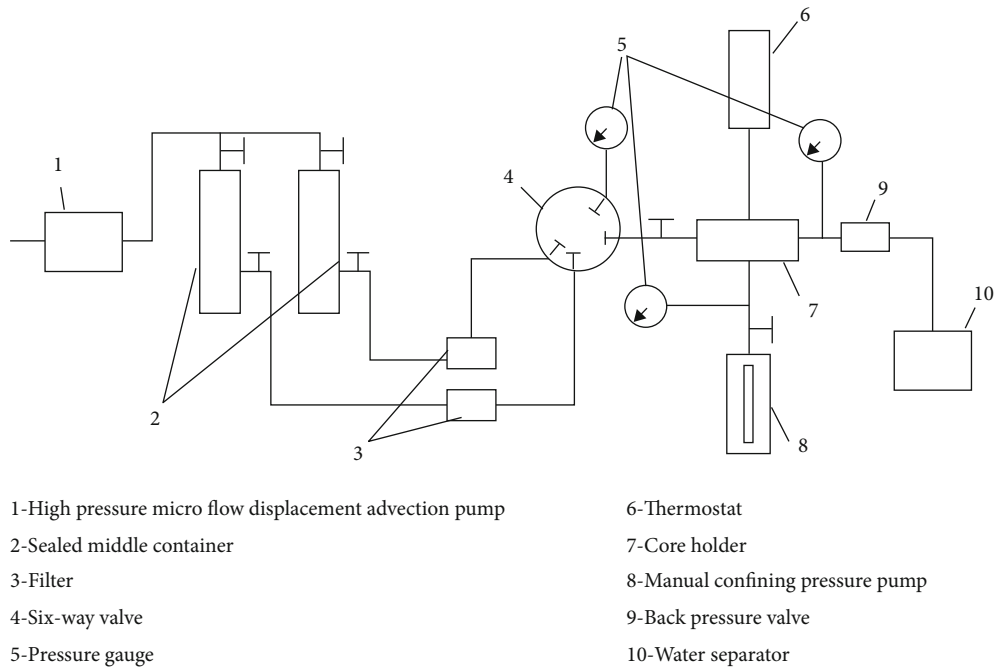 6
5
1
4
9
7
10
2
3
8
1-High pressure micro flow displacement advection pump
2-Sealed middle container
3-Filter
4-Six-way valve
5-Pressure gauge
6-Thermostat
7-Core holder
8-Manual confining pressure pump
9-Back pressure valve
10-Water separator